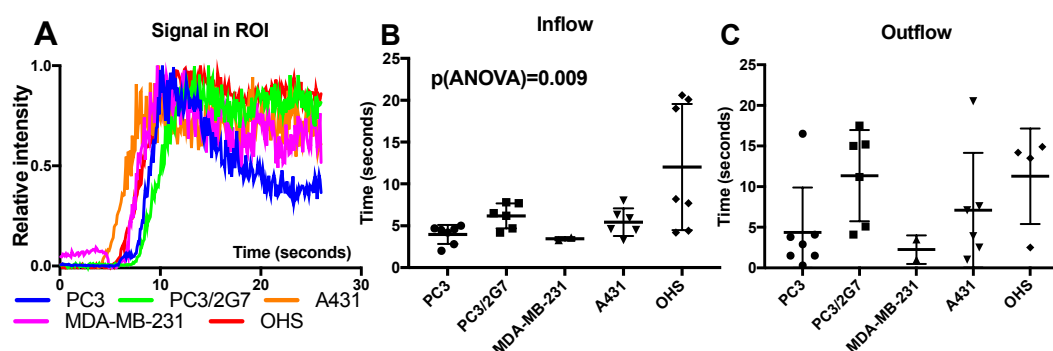 A
Signal in ROI
Relative intensity
1.0
0.5
0.0
0
10
20
30
Time (seconds)
PC3
PC3/2G7
A431
MDA-MB-231
OHS
B
Inflow
p(ANOVA)=0.009
Time (seconds)
25
20
15
10
5
0
PC3
PC3/2G7
MDA-MB-231
A431
OHS
C
Outflow
Time (seconds)
25
20
15
10
5
0
PC3
PC3/2G7
MDA-MB-231
A431
OHS